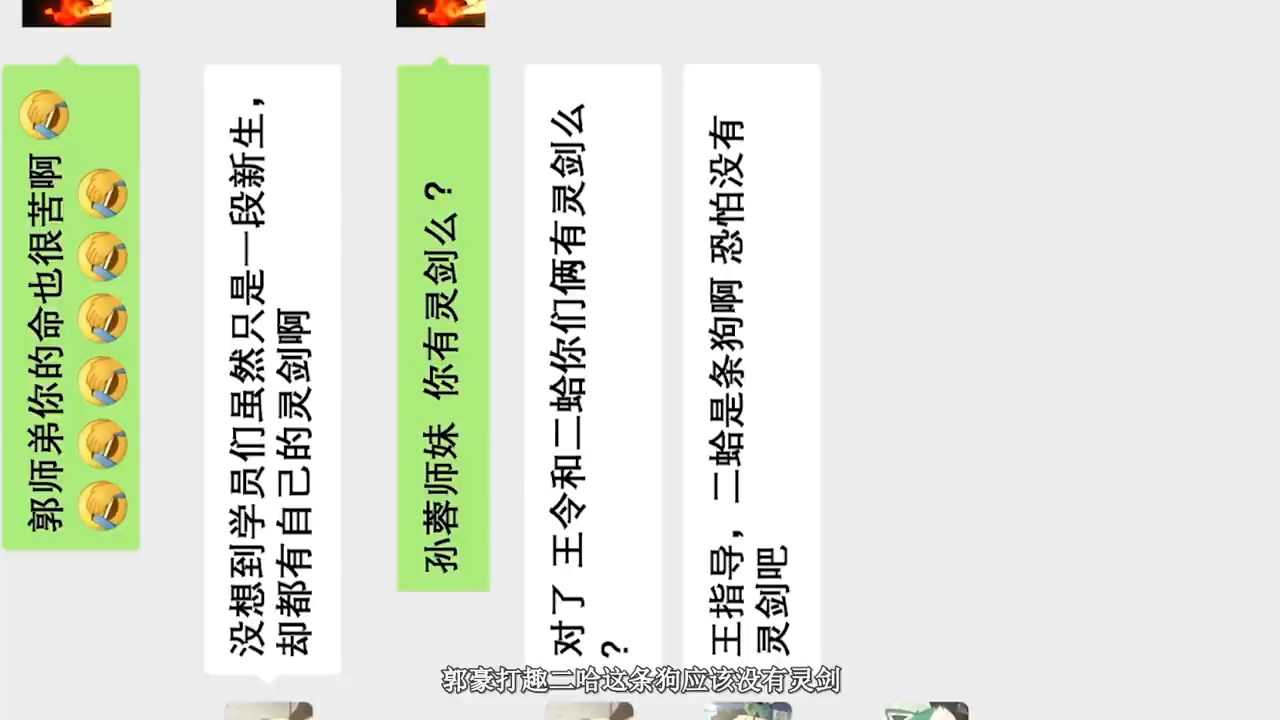 郭师弟你的命也很苦啊
没想到学员们虽然只是一段新生，
却都有自己的灵剑啊
孙蓉师妹 你有灵剑么？
对了 王令和二蛤你们俩有灵剑么
？
王指导，二蛤是条狗啊 恐怕没有
灵剑吧
郭豪打趣二哈这条狗应该没有灵剑